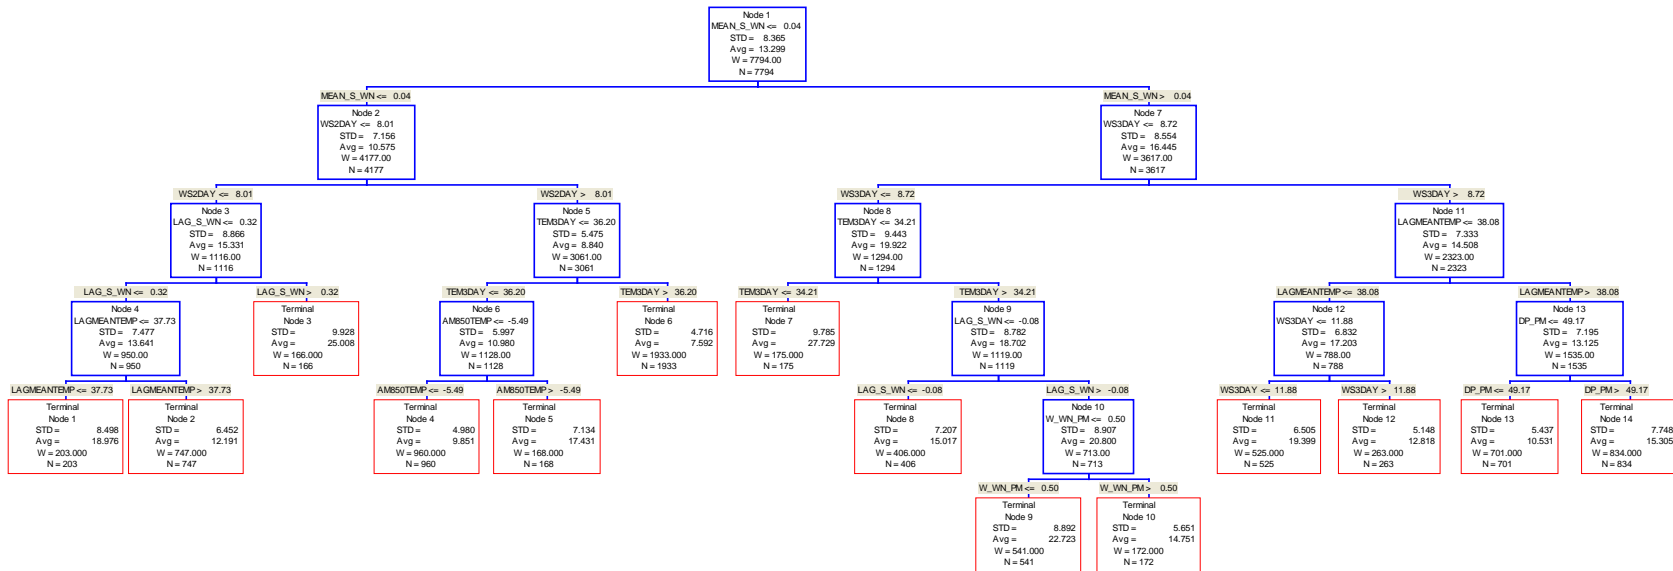 Node 1
MEAN_S_WN <= 0.04
STD = 8.365
Avg = 13.299
W = 7794.00
N = 7794
MEAN_S_WN <= 0.04
MEAN_S_WN > 0.04
Node 2
WS2DAY <= 8.01
STD = 7.156
Avg = 10.575
W = 4177.00
N = 4177
Node 7
WS3DAY <= 8.72
STD = 8.554
Avg = 16.445
W = 3617.00
N = 3617
WS2DAY <= 8.01
WS2DAY > 8.01
WS3DAY <= 8.72
WS3DAY > 8.72
Node 3
LAG_S_WN <= 0.32
STD = 8.866
Avg = 15.331
W = 1116.00
N = 1116
Node 5
TEM3DAY <= 36.20
STD = 5.475
Avg = 8.840
W = 3061.00
N = 3061
Node 8
TEM3DAY <= 34.21
STD = 9.443
Avg = 19.922
W = 1294.00
N = 1294
Node 11
LAGMEANTEMP <= 38.08
STD = 7.333
Avg = 14.508
W = 2323.00
N = 2323
LAG_S_WN <= 0.32
LAG_S_WN > 0.32
TEM3DAY <= 36.20
TEM3DAY > 36.20
TEM3DAY <= 34.21
TEM3DAY > 34.21
LAGMEANTEMP <= 38.08
LAGMEANTEMP > 38.08
Node 4
LAGMEANTEMP <= 37.73
STD = 7.477
Avg = 13.641
W = 950.00
N = 950
Terminal
Node 3
STD = 9.928
Avg = 25.008
W = 166.000
N = 166
Node 6
AM850TEMP <= -5.49
STD = 5.997
Avg = 10.980
W = 1128.00
N = 1128
Terminal
Node 6
STD = 4.716
Avg = 7.592
W = 1933.000
N = 1933
Terminal
Node 7
STD = 9.785
Avg = 27.729
W = 175.000
N = 175
Node 9
LAG_S_WN <= -0.08
STD = 8.782
Avg = 18.702
W = 1119.00
N = 1119
Node 12
WS3DAY <= 11.88
STD = 6.832
Avg = 17.203
W = 788.00
N = 788
Node 13
DP_PM <= 49.17
STD = 7.195
Avg = 13.125
W = 1535.00
N = 1535
LAGMEANTEMP <= 37.73
LAGMEANTEMP > 37.73
AM850TEMP <= -5.49
AM850TEMP > -5.49
LAG_S_WN <= -0.08
LAG_S_WN > -0.08
WS3DAY <= 11.88
WS3DAY > 11.88
DP_PM <= 49.17
DP_PM > 49.17
Terminal
Node 1
STD = 8.498
Avg = 18.976
W = 203.000
N = 203
Terminal
Node 2
STD = 6.452
Avg = 12.191
W = 747.000
N = 747
Terminal
Node 4
STD = 4.980
Avg = 9.851
W = 960.000
N = 960
Terminal
Node 5
STD = 7.134
Avg = 17.431
W = 168.000
N = 168
Terminal
Node 8
STD = 7.207
Avg = 15.017
W = 406.000
N = 406
Node 10
W_WN_PM <= 0.50
STD = 8.907
Avg = 20.800
W = 713.00
N = 713
Terminal
Node 11
STD = 6.505
Avg = 19.399
W = 525.000
N = 525
Terminal
Node 12
STD = 5.148
Avg = 12.818
W = 263.000
N = 263
Terminal
Node 13
STD = 5.437
Avg = 10.531
W = 701.000
N = 701
Terminal
Node 14
STD = 7.748
Avg = 15.305
W = 834.000
N = 834
W_WN_PM <= 0.50
W_WN_PM > 0.50
Terminal
Node 9
STD = 8.892
Avg = 22.723
W = 541.000
N = 541
Terminal
Node 10
STD = 5.651
Avg = 14.751
W = 172.000
N = 172